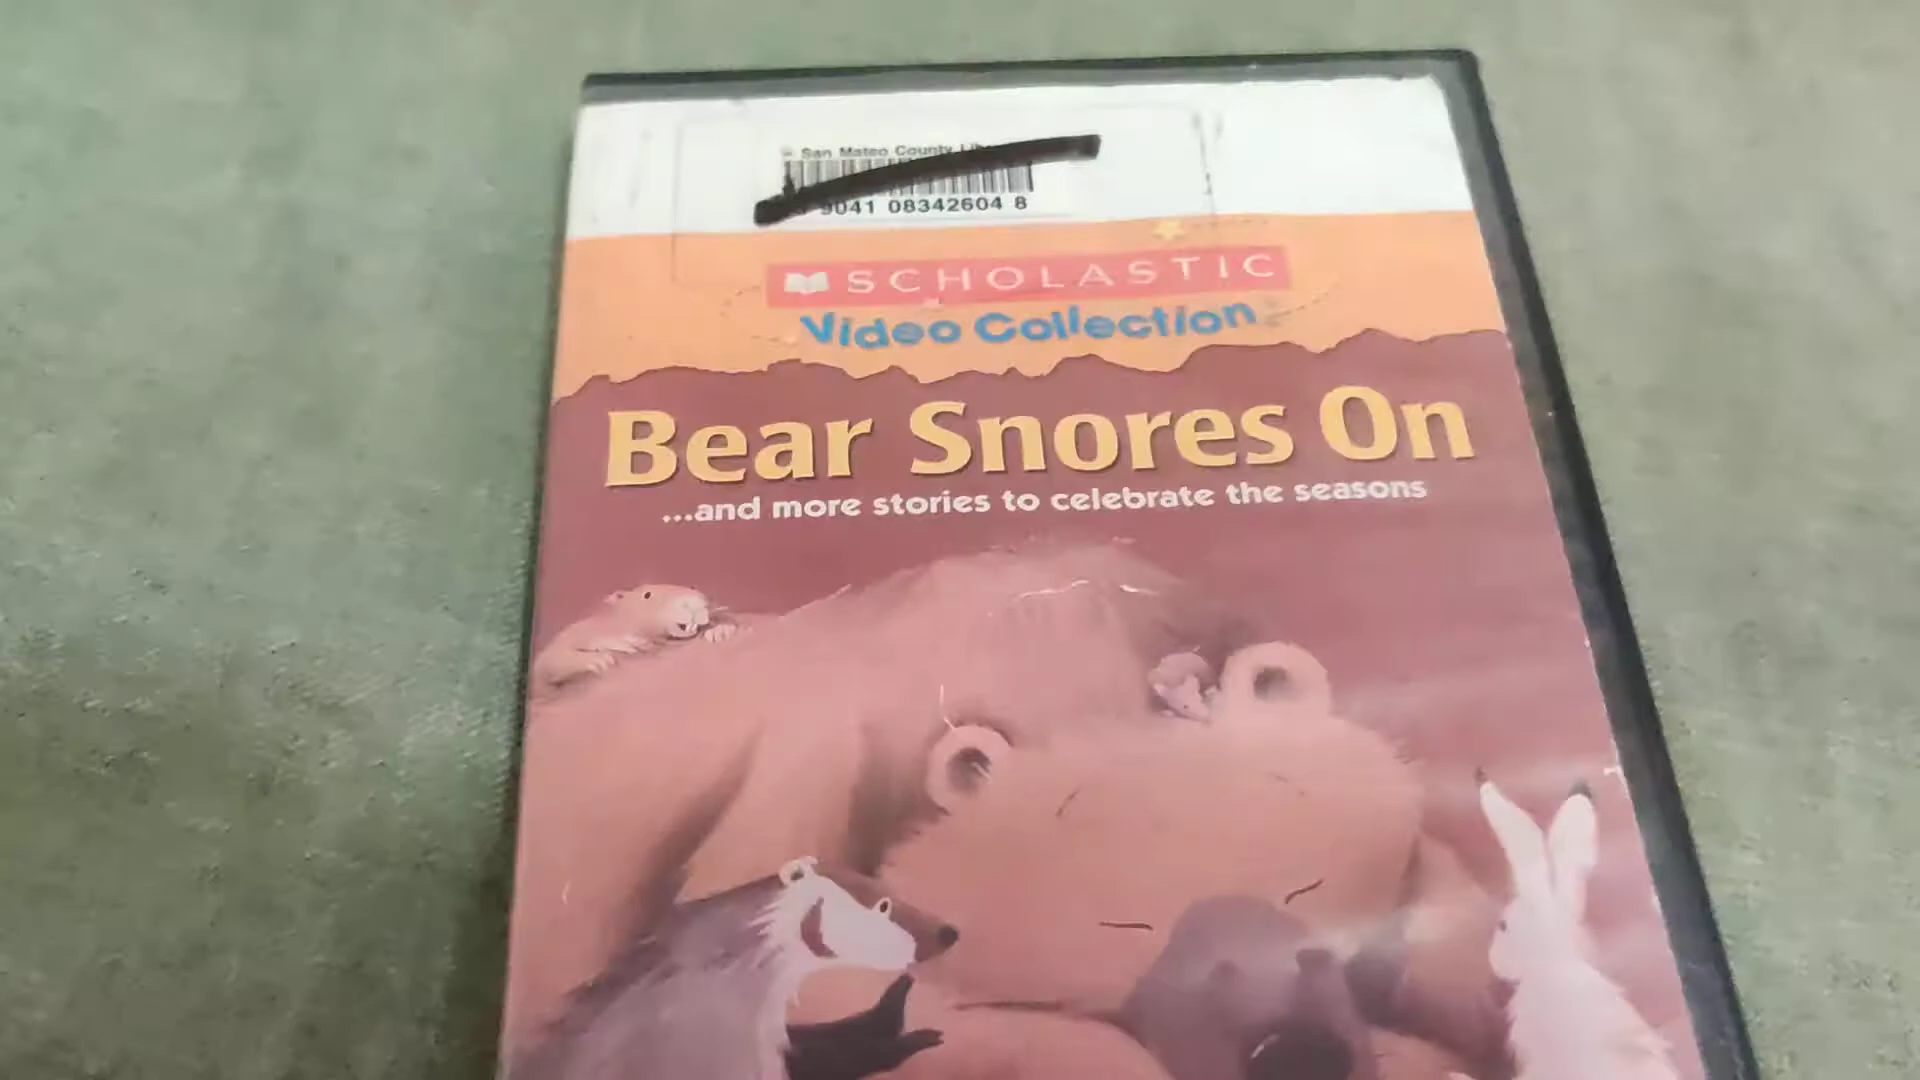 San Mateo County
9041 08342604 8
SCHOLASTIC
Video Collection
Bear Snores On
...and more stories to celebrate the seasons